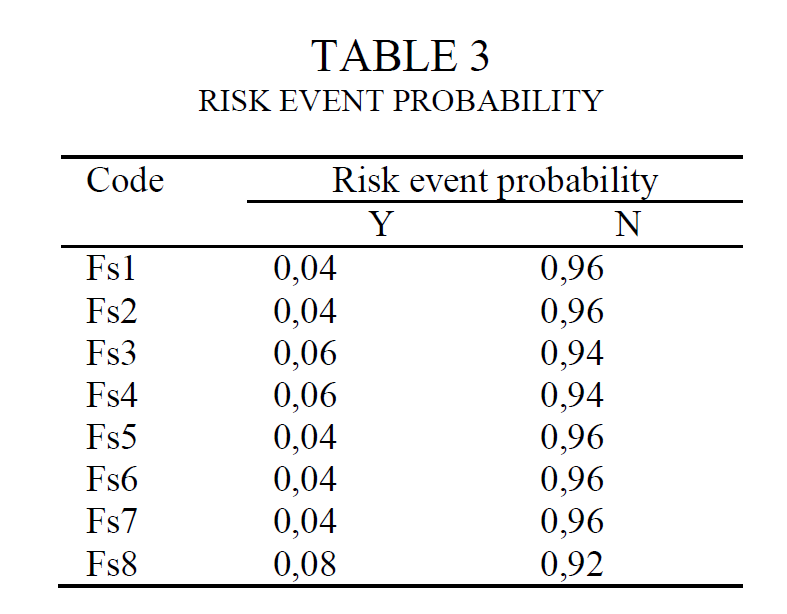 TABLE 3
RISK EVENT PROBABILITY
Code Risk event probability
Y N
Fs1 0,04 0,96
Fs2 0,04 0,96
Fs3 0,06 0,94
Fs4 0,06 0,94
Fs5 0,04 0,96
Fs6 0,04 0,96
Fs7 0,04 0,96
Fs8 0,08 0,92